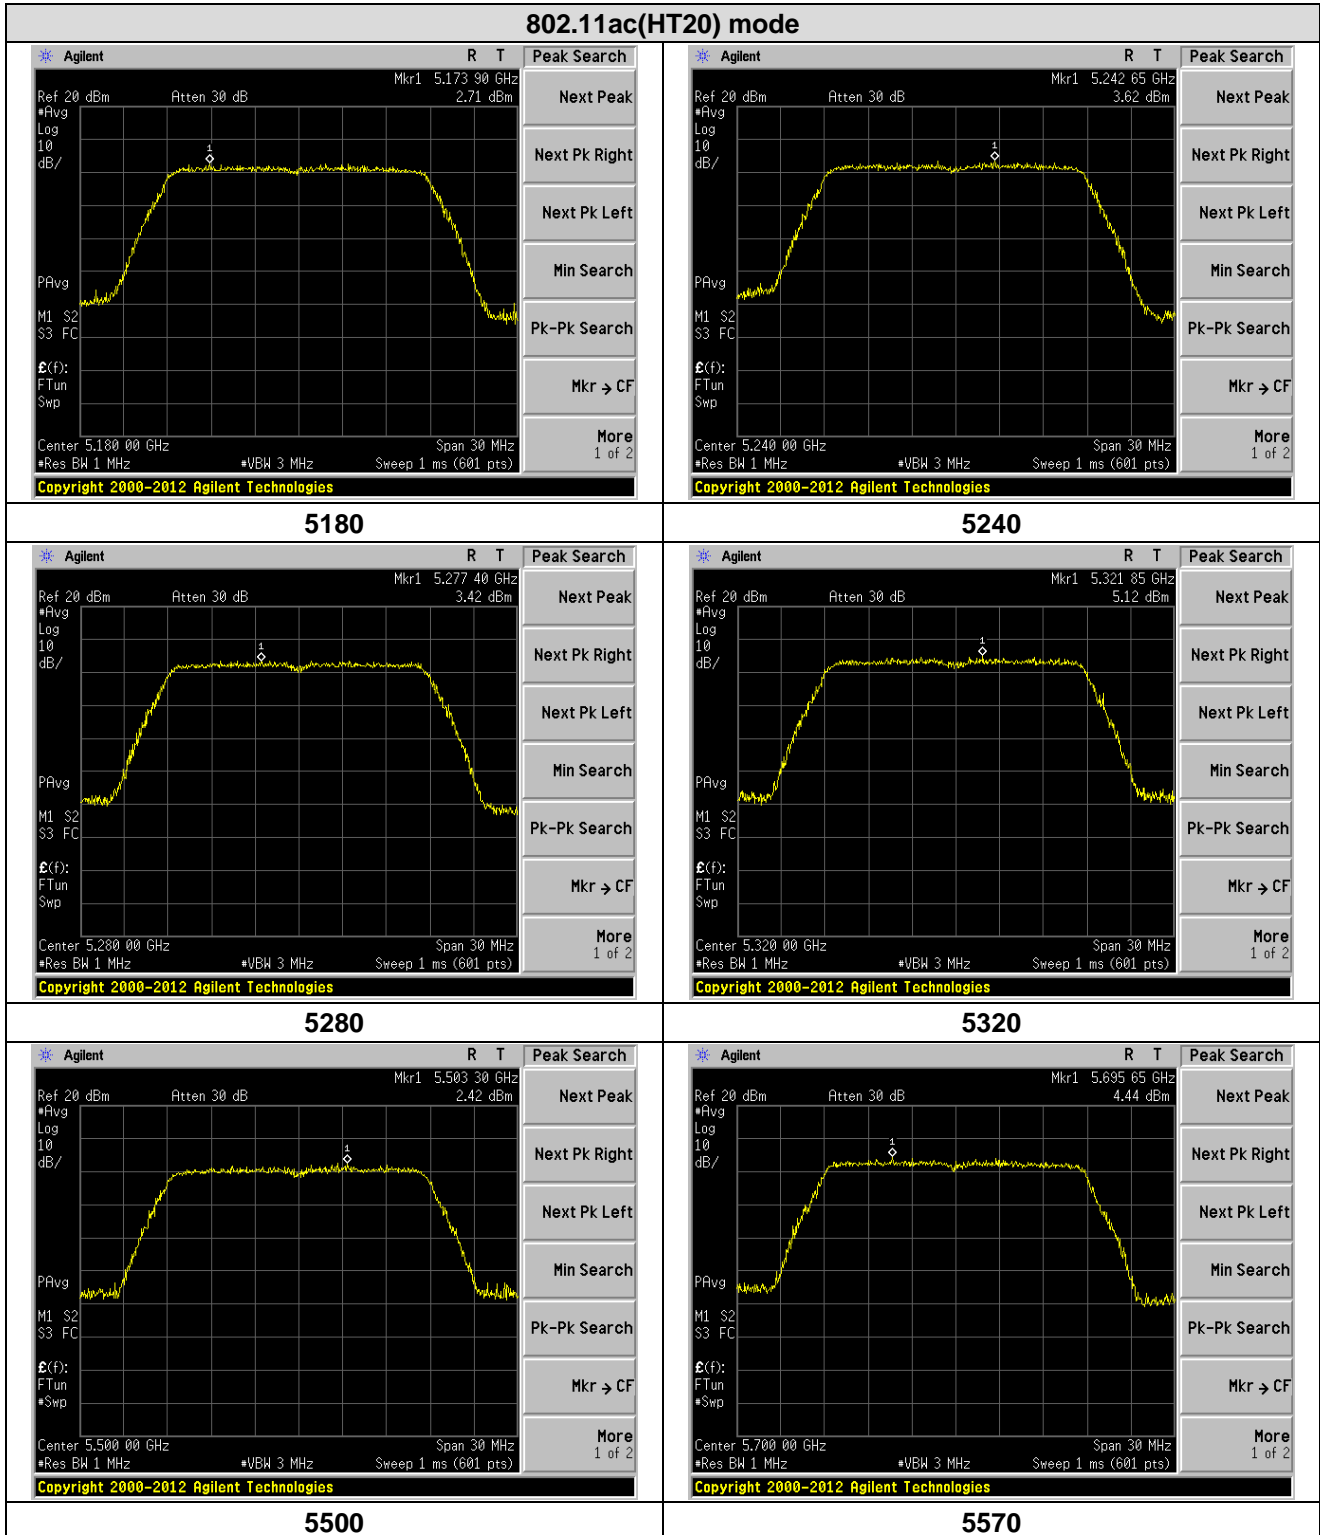 802.11ac(HT20) mode
Agilent R T Peak Search
Mkr1 5.173 90 GHz
Ref 20 dBm Atten 30 dB 2.71 dBm Next Peak
#Avg
Log
10
dB/
1
Next Pk Right
Next Pk Left
Min Search
PAvg
M1 S2
S3 FC
Pk-Pk Search
£(f):
FTun
Swp
Mkr → CF
Center 5.180 00 GHz Span 30 MHz
#Res BW 1 MHz #VBW 3 MHz Sweep 1 ms (601 pts)
More
1 of 2
Copyright 2000-2012 Agilent Technologies
Agilent R T Peak Search
Mkr1 5.242 65 GHz
Ref 20 dBm Atten 30 dB 3.62 dBm Next Peak
#Avg
Log
10
dB/
1
Next Pk Right
Next Pk Left
Min Search
PAvg
M1 S2
S3 FC
Pk-Pk Search
£(f):
FTun
Swp
Mkr → CF
Center 5.240 00 GHz Span 30 MHz
#Res BW 1 MHz #VBW 3 MHz Sweep 1 ms (601 pts)
More
1 of 2
Copyright 2000-2012 Agilent Technologies
5180 5240
Agilent R T Peak Search
Mkr1 5.277 40 GHz
Ref 20 dBm Atten 30 dB 3.42 dBm Next Peak
#Avg
Log
10
dB/
1
Next Pk Right
Next Pk Left
Min Search
PAvg
M1 S2
S3 FC
Pk-Pk Search
£(f):
FTun
Swp
Mkr → CF
Center 5.280 00 GHz Span 30 MHz
#Res BW 1 MHz #VBW 3 MHz Sweep 1 ms (601 pts)
More
1 of 2
Copyright 2000-2012 Agilent Technologies
Agilent R T Peak Search
Mkr1 5.321 85 GHz
Ref 20 dBm Atten 30 dB 5.12 dBm Next Peak
#Avg
Log
10
dB/
1
Next Pk Right
Next Pk Left
Min Search
PAvg
M1 S2
S3 FC
Pk-Pk Search
£(f):
FTun
Swp
Mkr → CF
Center 5.320 00 GHz Span 30 MHz
#Res BW 1 MHz #VBW 3 MHz Sweep 1 ms (601 pts)
More
1 of 2
Copyright 2000-2012 Agilent Technologies
5280 5320
Agilent R T Peak Search
Mkr1 5.503 30 GHz
Ref 20 dBm Atten 30 dB 2.42 dBm Next Peak
#Avg
Log
10
dB/
1
Next Pk Right
Next Pk Left
Min Search
PAvg
M1 S2
S3 FC
Pk-Pk Search
£(f):
FTun
#Swp
Mkr → CF
Center 5.500 00 GHz Span 30 MHz
#Res BW 1 MHz #VBW 3 MHz Sweep 1 ms (601 pts)
More
1 of 2
Copyright 2000-2012 Agilent Technologies
Agilent R T Peak Search
Mkr1 5.695 65 GHz
Ref 20 dBm Atten 30 dB 4.44 dBm Next Peak
#Avg
Log
10
dB/
1
Next Pk Right
Next Pk Left
Min Search
PAvg
M1 S2
S3 FC
Pk-Pk Search
£(f):
FTun
#Swp
Mkr → CF
Center 5.700 00 GHz Span 30 MHz
#Res BW 1 MHz #VBW 3 MHz Sweep 1 ms (601 pts)
More
1 of 2
Copyright 2000-2012 Agilent Technologies
5500 5570